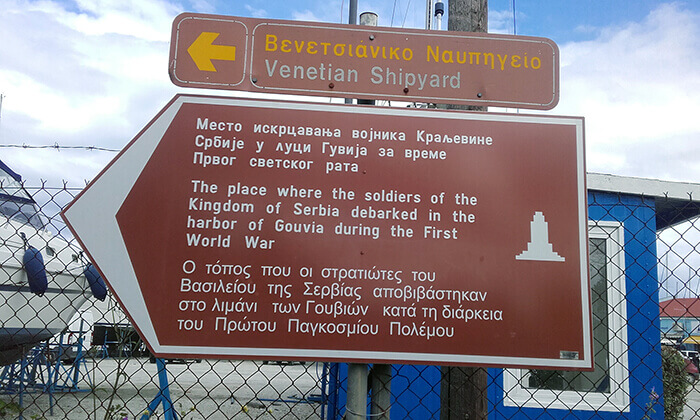 Βενετσιάνικο Ναυπηγείο
Venetian Shipyard
Место искрцавања војника Краљевине
Србије у луци Гувија за време
Првог светског рата
The place where the soldiers of the
Kingdom of Serbia debarked in the
harbor of Gouvia during the First
World War
Ο τόπος που οι στρατιώτες του
Βασιλείου της Σερβίας αποβιβάστηκαν
στο λιμάνι των Γουβιών κατά τη διάρκεια
του Πρώτου Παγκοσμίου Πολέμου